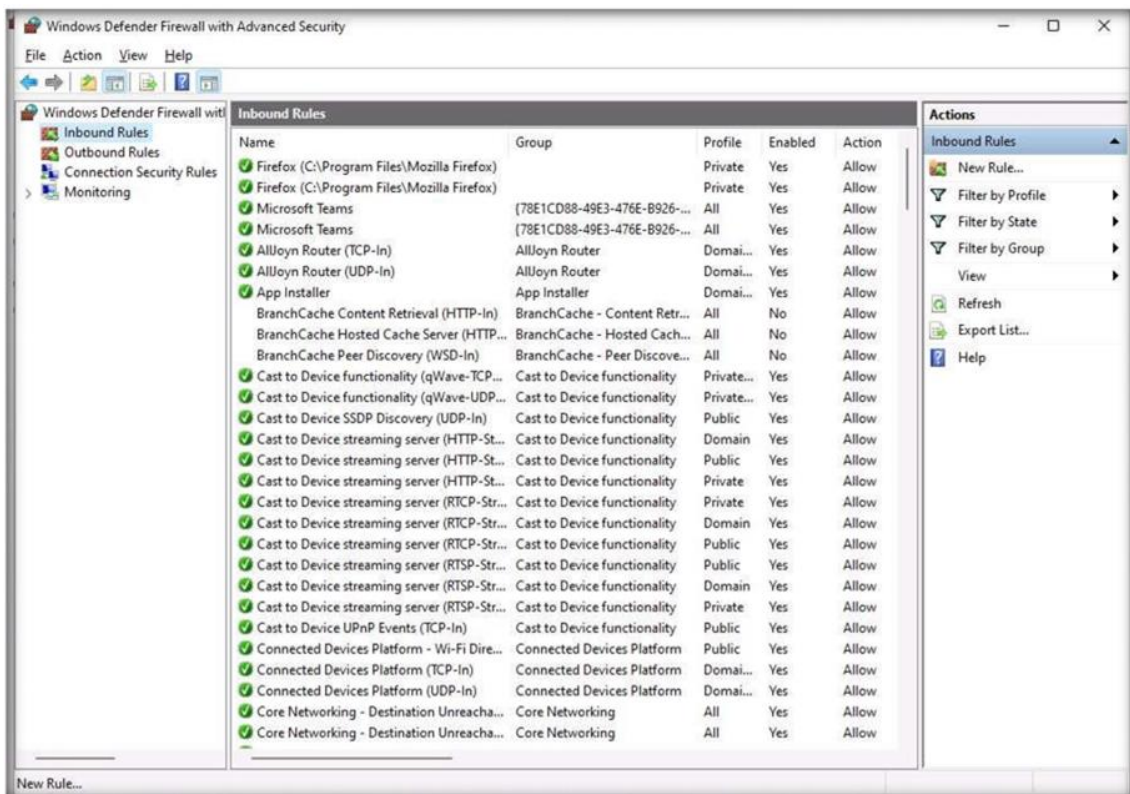 Windows Defender Firewall with Advanced Security
File Action View Help
Windows Defender Firewall witl
Inbound Rules
Outbound Rules
Connection Security Rules
Monitoring
Inbound Rules
Name Group Profile Enabled Action
Firefox (C:\Program Files\Mozilla Firefox) Private Yes Allow
Firefox (C:\Program Files\Mozilla Firefox) Private Yes Allow
Microsoft Teams {78E1CD88-49E3-476E-B926-... All Yes Allow
Microsoft Teams {78E1CD88-49E3-476E-B926-... All Yes Allow
AllJoyn Router (TCP-In) AllJoyn Router Domai... Yes Allow
AllJoyn Router (UDP-In) AllJoyn Router Domai... Yes Allow
App Installer App Installer Domai... Yes Allow
BranchCache Content Retrieval (HTTP-In) BranchCache - Content Retr... All No Allow
BranchCache Hosted Cache Server (HTTP... BranchCache - Hosted Cach... All No Allow
BranchCache Peer Discovery (WSD-In) BranchCache - Peer Discove... All No Allow
Cast to Device functionality (qWave-TCP... Cast to Device functionality Private... Yes Allow
Cast to Device functionality (qWave-UDP... Cast to Device functionality Private... Yes Allow
Cast to Device SSDP Discovery (UDP-In) Cast to Device functionality Public Yes Allow
Cast to Device streaming server (HTTP-St... Cast to Device functionality Domain Yes Allow
Cast to Device streaming server (HTTP-St... Cast to Device functionality Public Yes Allow
Cast to Device streaming server (HTTP-St... Cast to Device functionality Private Yes Allow
Cast to Device streaming server (RTCP-Str... Cast to Device functionality Private Yes Allow
Cast to Device streaming server (RTCP-Str... Cast to Device functionality Domain Yes Allow
Cast to Device streaming server (RTCP-Str... Cast to Device functionality Public Yes Allow
Cast to Device streaming server (RTSP-Str... Cast to Device functionality Public Yes Allow
Cast to Device streaming server (RTSP-Str... Cast to Device functionality Domain Yes Allow
Cast to Device streaming server (RTSP-Str... Cast to Device functionality Private Yes Allow
Cast to Device UPnP Events (TCP-In) Cast to Device functionality Public Yes Allow
Connected Devices Platform - Wi-Fi Dire... Connected Devices Platform Public Yes Allow
Connected Devices Platform (TCP-In) Connected Devices Platform Domai... Yes Allow
Connected Devices Platform (UDP-In) Connected Devices Platform Domai... Yes Allow
Core Networking - Destination Unreacha... Core Networking All Yes Allow
Core Networking - Destination Unreacha... Core Networking All Yes Allow
Actions
Inbound Rules
New Rule...
Filter by Profile
Filter by State
Filter by Group
View
Refresh
Export List...
Help
New Rule...